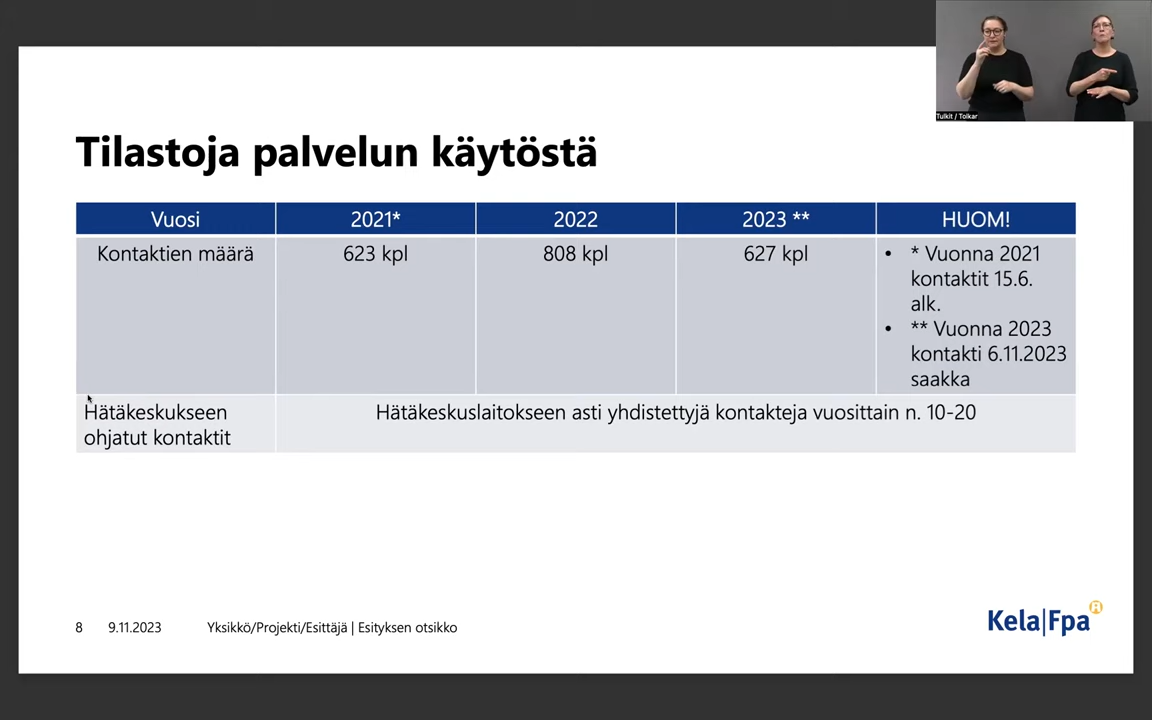 Tulkit / Tolkar
Tilastoja palvelun käytöstä
Vuosi
2021*
2022
2023 **
HUOM!
Kontaktien määrä
623 kpl
808 kpl
627 kpl
• * Vuonna 2021
kontaktit 15.6.
alk.
• ** Vuonna 2023
kontakti 6.11.2023
saakka
Hätäkeskukseen
ohjatut kontaktit
Hätäkeskuslaitokseen asti yhdistettyjä kontakteja vuosittain n. 10-20
8 9.11.2023 Yksikkö/Projekti/Esittäjä | Esityksen otsikko
Kela|Fpa